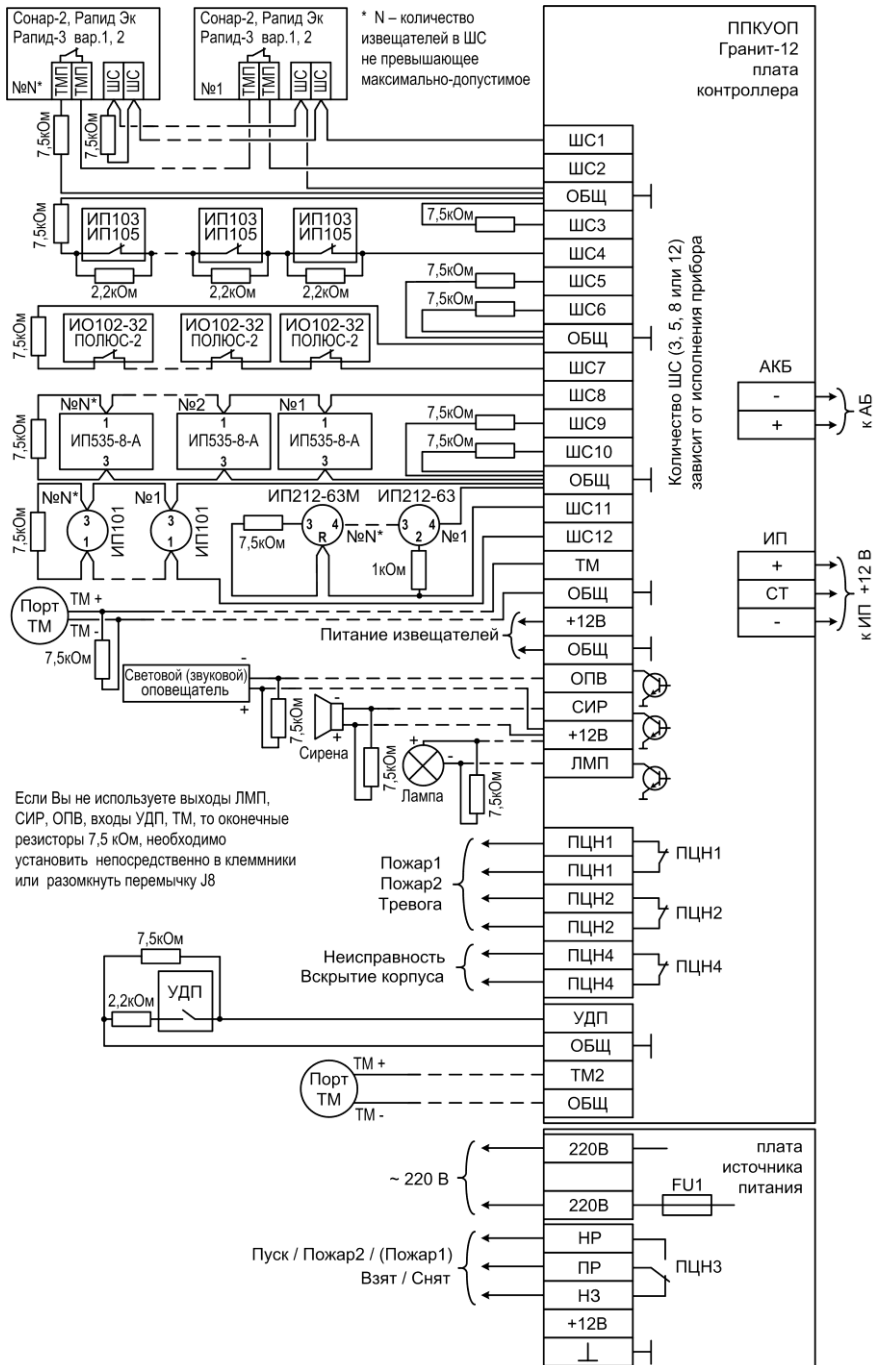 Сонар-2, Рапид Эк
Рапид-3 вар.1, 2
№N*
ТМП
ТМП
ШС
ШС
Сонар-2, Рапид Эк
Рапид-3 вар.1, 2
№1
ТМП
ТМП
ШС
ШС
* N – количество
извещателей в ШС
не превышающее
максимально-допустимое
ППКУОП
Гранит-12
плата
контроллера
7,5кОм
7,5кОм
ШС1
ШС2
ОБЩ
ШС3
ШС4
ШС5
ШС6
ОБЩ
ШС7
ШС8
ШС9
ШС10
ОБЩ
ШС11
ШС12
ТМ
ОБЩ
+12В
ОБЩ
ОПВ
СИР
+12В
ЛМП
7,5кОм
ИП103
ИП105
ИП103
ИП105
ИП103
ИП105
2,2кОм
2,2кОм
2,2кОм
7,5кОм
7,5кОм
7,5кОм
7,5кОм
ИО102-32
ПОЛЮС-2
ИО102-32
ПОЛЮС-2
ИО102-32
ПОЛЮС-2
Количество ШС (3, 5, 8 или 12)
зависит от исполнения прибора
АКБ
-
+
к АБ
7,5кОм
№N*
№2
№1
1
ИП535-8-А
3
1
ИП535-8-А
3
1
ИП535-8-А
3
7,5кОм
7,5кОм
7,5кОм
№N*
3
1
ИП101
№1
3
1
ИП101
ИП212-63М
3
4
R
№N*
7,5кОм
ИП212-63
3
4
2
№1
1кОм
ИП
+
СТ
-
к ИП +12 В
Порт
ТМ
ТМ +
ТМ -
7,5кОм
Питание извещателей
Световой (звуковой)
оповещатель
-
+
7,5кОм
-
+
Сирена
7,5кОм
+
-
Лампа
7,5кОм
Если Вы не используете выходы ЛМП,
СИР, ОПВ, входы УДП, ТМ, то оконечные
резисторы 7,5 кОм, необходимо
установить непосредственно в клеммники
или разомкнуть перемычку J8
Пожар1
Пожар2
Тревога
ПЦН1
ПЦН1
ПЦН1
ПЦН2
ПЦН2
ПЦН2
Неисправность
Вскрытие корпуса
ПЦН4
ПЦН4
ПЦН4
7,5кОм
2,2кОм
УДП
УДП
ОБЩ
Порт
ТМ
ТМ +
ТМ -
ТМ2
ОБЩ
~ 220 В
220В
220В
FU1
плата
источника
питания
Пуск / Пожар2 / (Пожар1)
Взят / Снят
НР
ПР
НЗ
ПЦН3
+12В